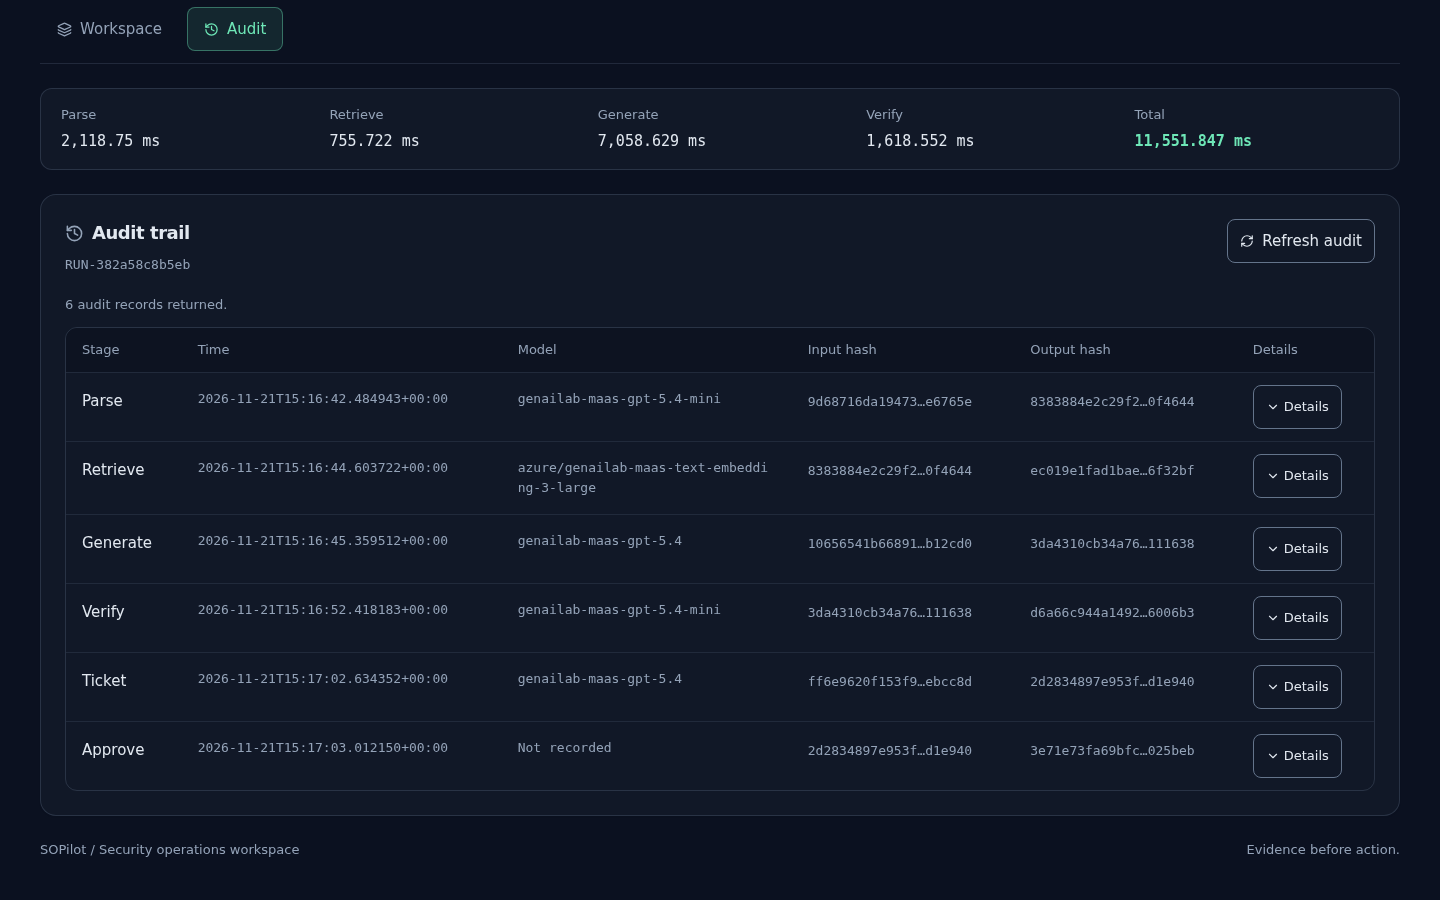 Workspace
Audit
Parse Retrieve Generate Verify Total
2,118.75 ms 755.722 ms 7,058.629 ms 1,618.552 ms 11,551.847 ms
Audit trail
Refresh audit
RUN-382a58c8b5eb
6 audit records returned.
Stage Time Model Input hash Output hash Details
Parse 2026-11-21T15:16:42.484943+00:00 genailab-maas-gpt-5.4-mini 9d68716da19473…e6765e 8383884e2c29f2…0f4644 Details
Retrieve 2026-11-21T15:16:44.603722+00:00 azure/genailab-maas-text-embeddi 8383884e2c29f2…0f4644 ec019e1fad1bae…6f32bf Details
ng-3-large
Generate 2026-11-21T15:16:45.359512+00:00 genailab-maas-gpt-5.4 10656541b66891…b12cd0 3da4310cb34a76…111638 Details
Verify 2026-11-21T15:16:52.418183+00:00 genailab-maas-gpt-5.4-mini 3da4310cb34a76…111638 d6a66c944a1492…6006b3 Details
Ticket 2026-11-21T15:17:02.634352+00:00 genailab-maas-gpt-5.4 ff6e9620f153f9…ebcc8d 2d2834897e953f…d1e940 Details
Approve 2026-11-21T15:17:03.012150+00:00 Not recorded 2d2834897e953f…d1e940 3e71e73fa69bfc…025beb Details
SOPilot / Security operations workspace
Evidence before action.